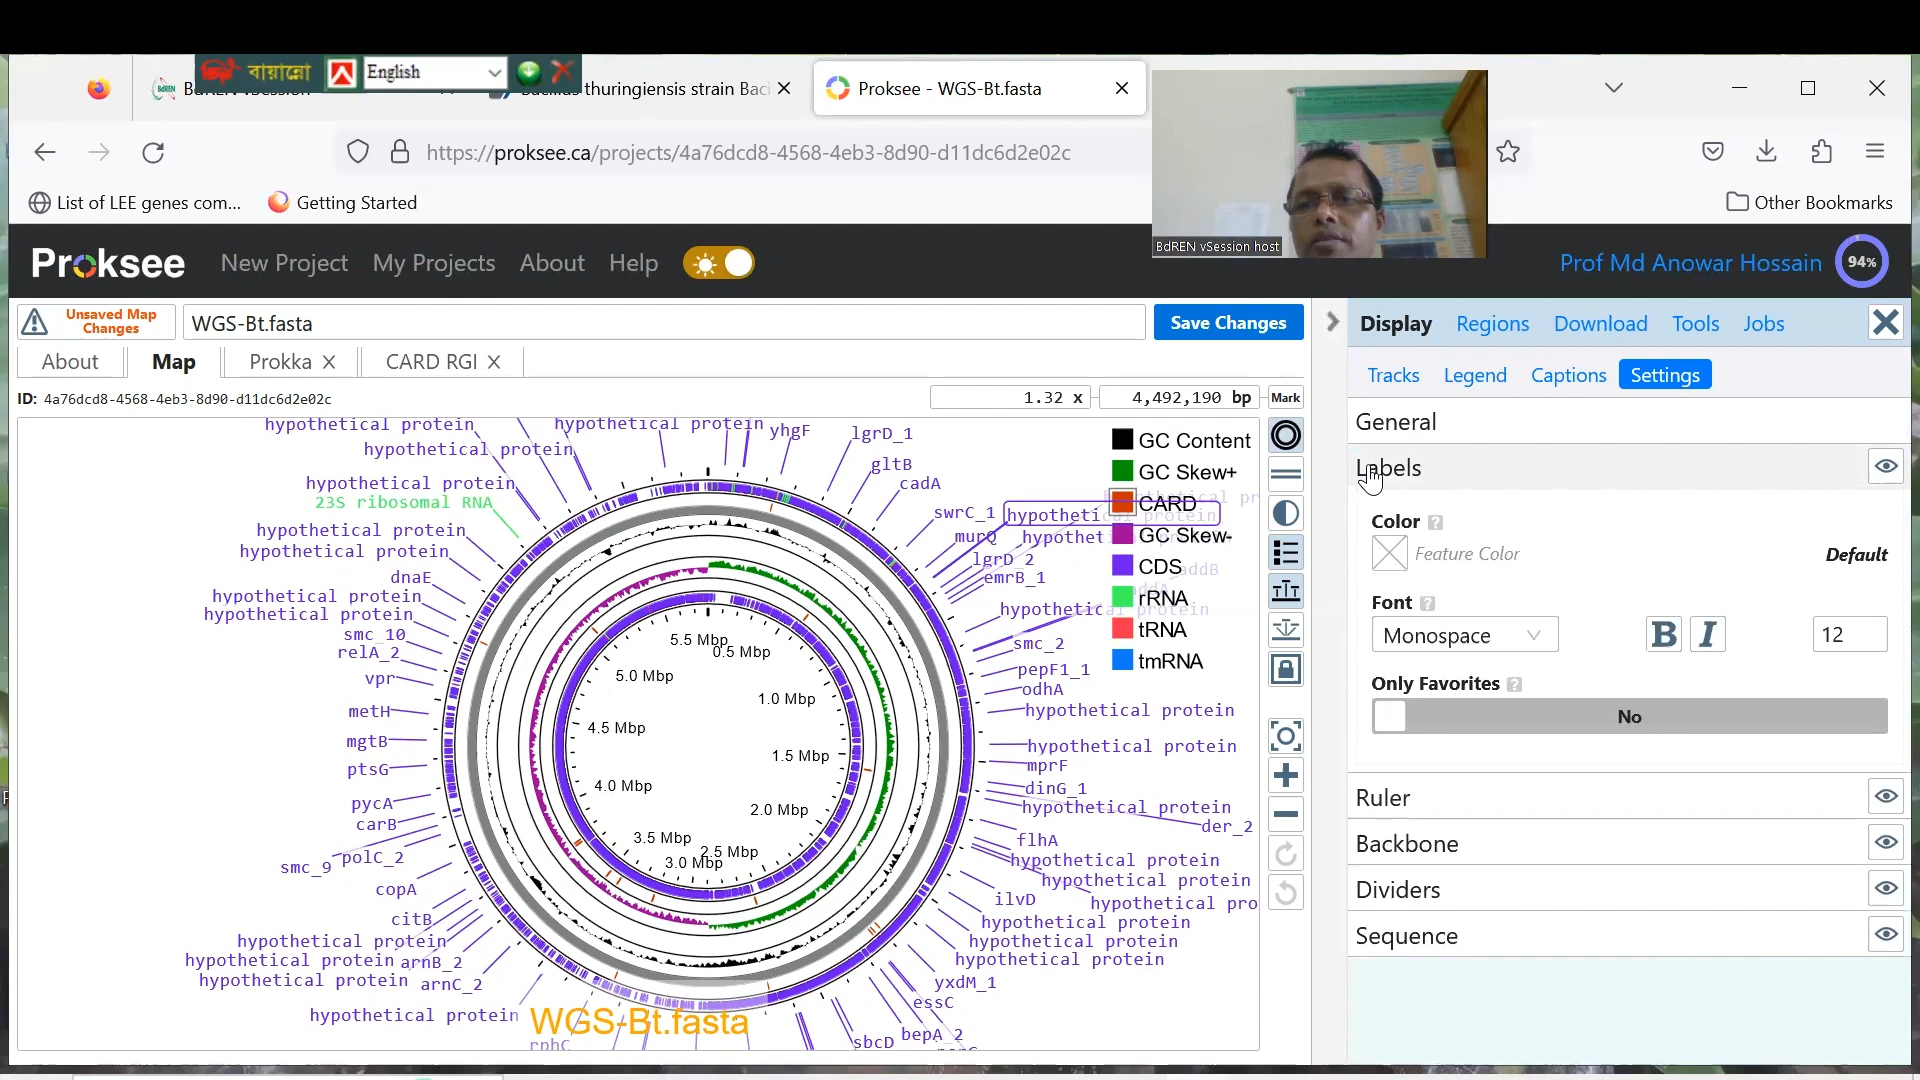 বায়ান্নো
English
BdREN vSession
Bacillus thuringiensis strain Baci
Proksee - WGS-Bt.fasta
https://proksee.ca/projects/4a76dcd8-4568-4eb3-8d90-d11dc6d2e02c
BdREN vSession host
List of LEE genes com...
Getting Started
Other Bookmarks
Proksee
New Project
My Projects
About
Help
Prof Md Anowar Hossain
94%
Unsaved Map
Changes
WGS-Bt.fasta
Save Changes
Display
Regions
Download
Tools
Jobs
About
Map
Prokka
CARD RGI
Tracks
Legend
Captions
Settings
ID: 4a76dcd8-4568-4eb3-8d90-d11dc6d2e02c
1.32 x
4,492,190 bp
Mark
General
Labels
Color
Feature Color
Default
Font
Monospace
B
I
12
Only Favorites
No
Ruler
Backbone
Dividers
Sequence
GC Content
GC Skew+
CARD
GC Skew-
CDS
rRNA
tRNA
tmRNA
hypothetical protein
hypothetical protein
hypothetical protein
23S ribosomal RNA
hypothetical protein
hypothetical protein
dnaE
hypothetical protein
hypothetical protein
smc_10
relA_2
vpr
metH
mgtB
ptsG
pycA
carB
polC_2
smc_9
copA
citB
hypothetical protein
hypothetical protein arnB_2
hypothetical protein arnC_2
hypothetical protein
rphC
hypothetical protein
yhgF
lgrD_1
gltB
cadA
swrC_1
hypothetical protein
murQ
hypothet
lgrD_2
addB
emrB_1
hypothetical protein
smc_2
pepF1_1
odhA
hypothetical protein
hypothetical protein
mprF
dinG_1
hypothetical protein
der_2
flhA
hypothetical protein
hypothetical protein
ilvD
hypothetical pro
hypothetical protein
hypothetical protein
hypothetical protein
yxdM_1
essC
bepA_2
sbcD
5.5 Mbp
0.5 Mbp
5.0 Mbp
1.0 Mbp
4.5 Mbp
1.5 Mbp
4.0 Mbp
2.0 Mbp
3.5 Mbp
2.5 Mbp
3.0 Mbp
WGS-Bt.fasta